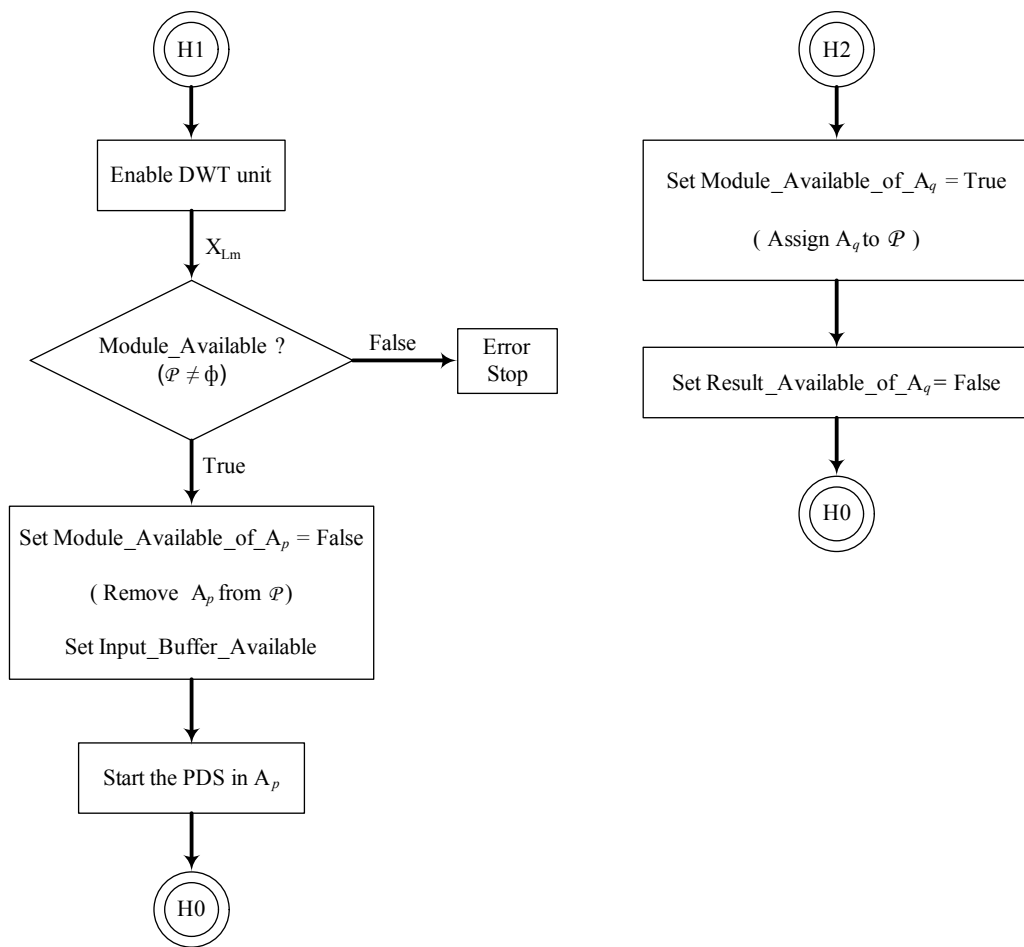 H1
Enable DWT unit
X_Lm
Module_Available ?
(𝒫 ≠ ф)
False
Error
Stop
True
Set Module_Available_of_A_p = False
( Remove A_p from 𝒫)
Set Input_Buffer_Available
Start the PDS in A_p
H0
H2
Set Module_Available_of_A_q = True
( Assign A_q to 𝒫 )
Set Result_Available_of_A_q = False
H0